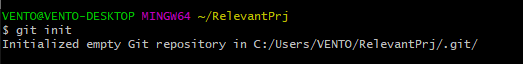 VENTO@VENTO-DESKTOP MINGW64 ~/RelevantPrj
$ git init
Initialized empty Git repository in C:/Users/VENTO/RelevantPrj/.git/